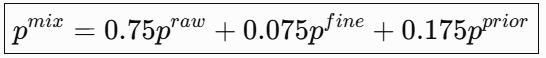 p^{mix} = 0.75p^{raw} + 0.075p^{fine} + 0.175p^{prior}